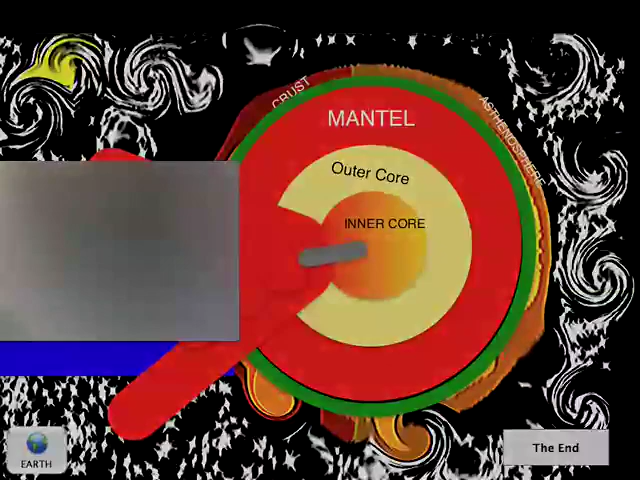 CRUST
MANTEL
ASTHENOSPHERE
Outer Core
INNER CORE
EARTH
The End